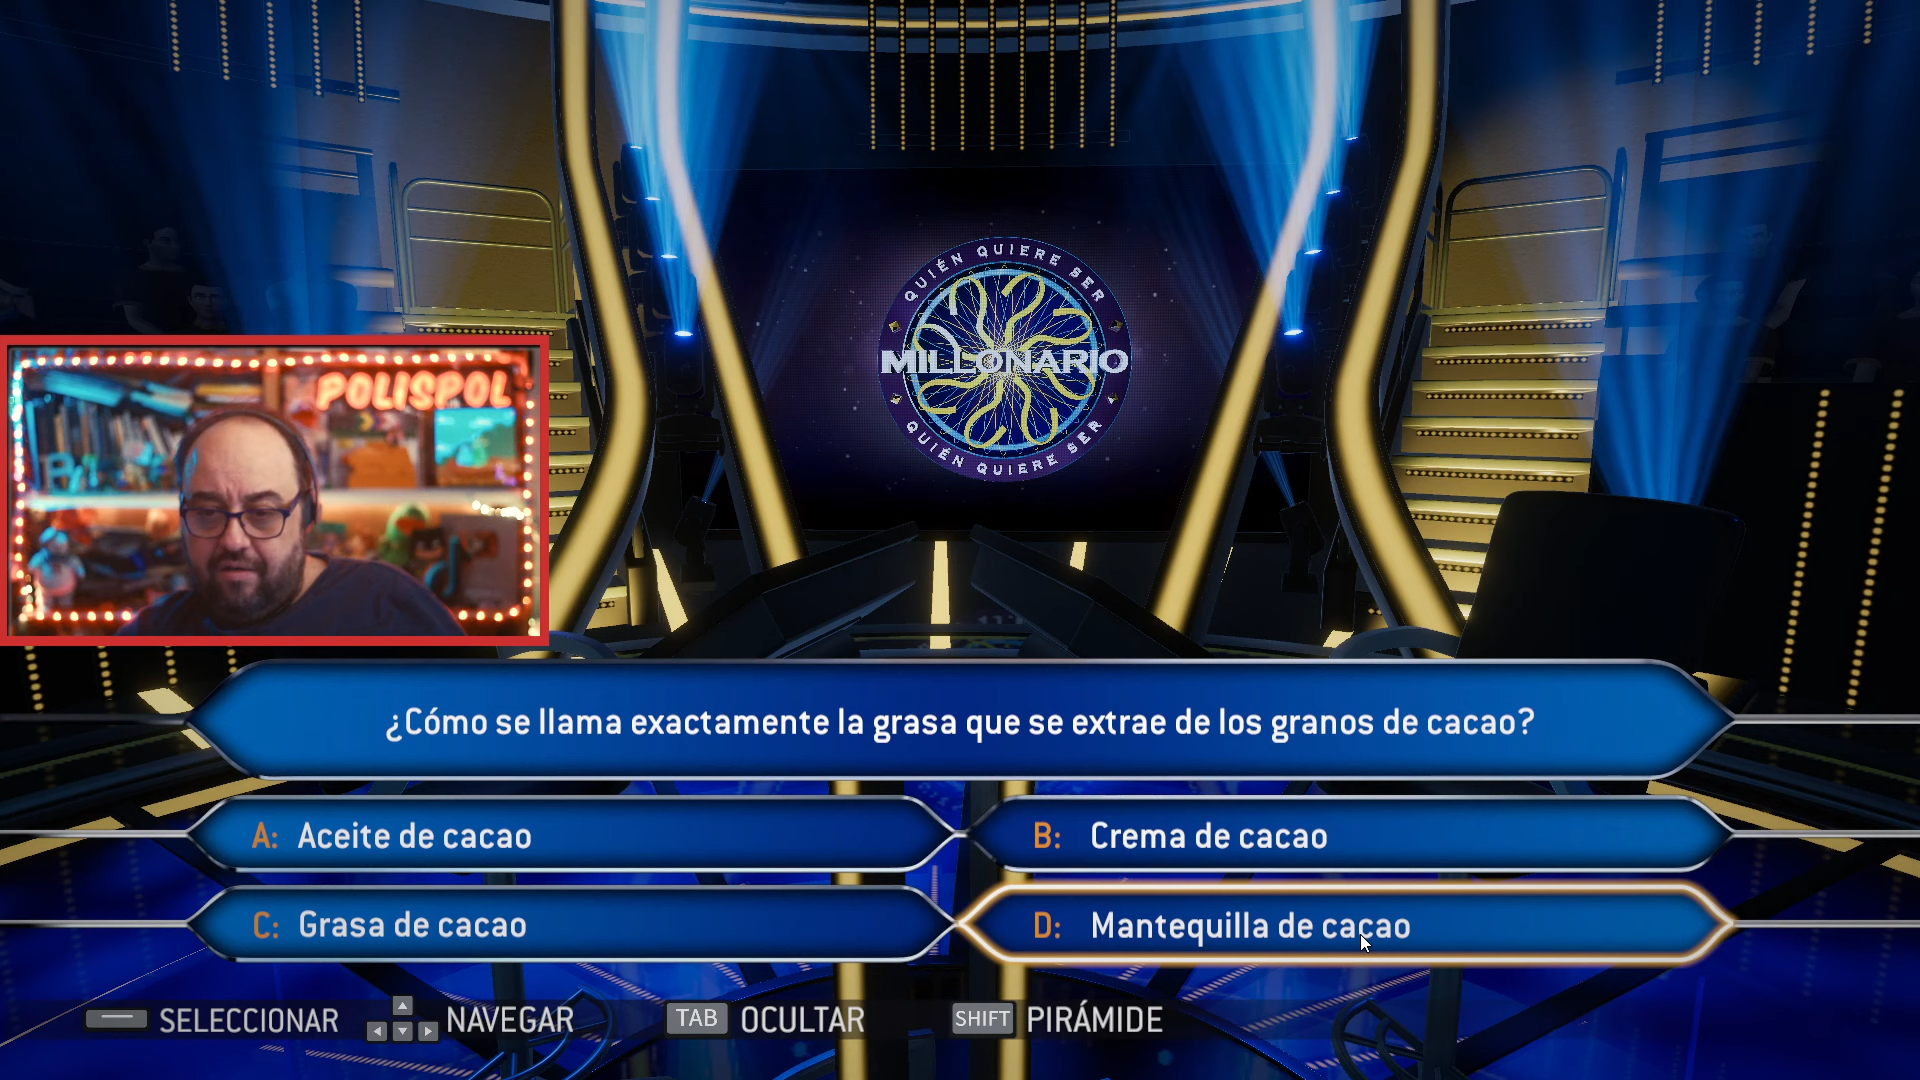 QUIÉN QUIERE SER
MILLONARIO
QUIÉN QUIERE SER
POLISPOL
¿Cómo se llama exactamente la grasa que se extrae de los granos de cacao?
A: Aceite de cacao
B: Crema de cacao
C: Grasa de cacao
D: Mantequilla de cacao
SELECCIONAR NAVEGAR TAB OCULTAR SHIFT PIRÁMIDE